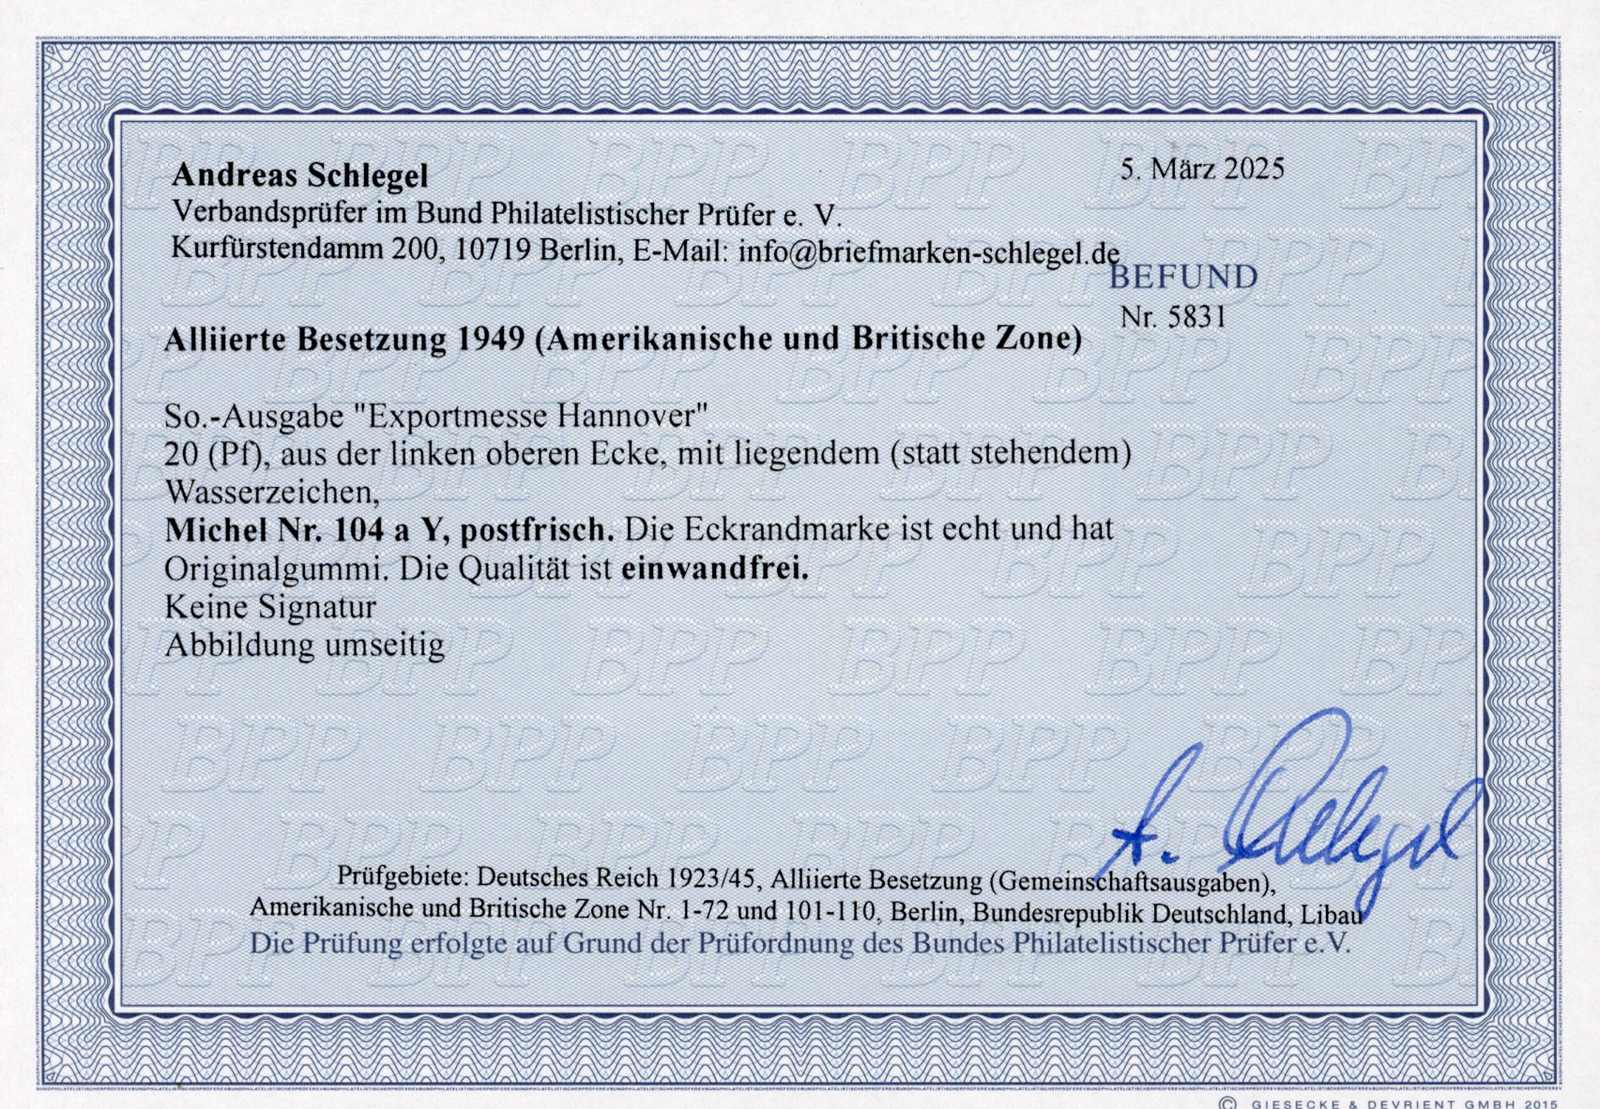 Andreas Schlegel
5. März 2025
Verbandsprüfer im Bund Philatelistischer Prüfer e. V.
Kurfürstendamm 200, 10719 Berlin, E-Mail: info@briefmarken-schlegel.de
BEFUND
Nr. 5831
Alliierte Besetzung 1949 (Amerikanische und Britische Zone)
So.-Ausgabe "Exportmesse Hannover"
20 (Pf), aus der linken oberen Ecke, mit liegendem (statt stehendem)
Wasserzeichen,
Michel Nr. 104 a Y, postfrisch. Die Eckrandmarke ist echt und hat
Originalgummi. Die Qualität ist einwandfrei.
Keine Signatur
Abbildung umseitig
A. Schlegel
Prüfgebiete: Deutsches Reich 1923/45, Alliierte Besetzung (Gemeinschaftsausgaben),
Amerikanische und Britische Zone Nr. 1-72 und 101-110, Berlin, Bundesrepublik Deutschland, Libau
Die Prüfung erfolgte auf Grund der Prüfordnung des Bundes Philatelistischer Prüfer e.V.
© GIESECKE & DEVRIENT GMBH 2015